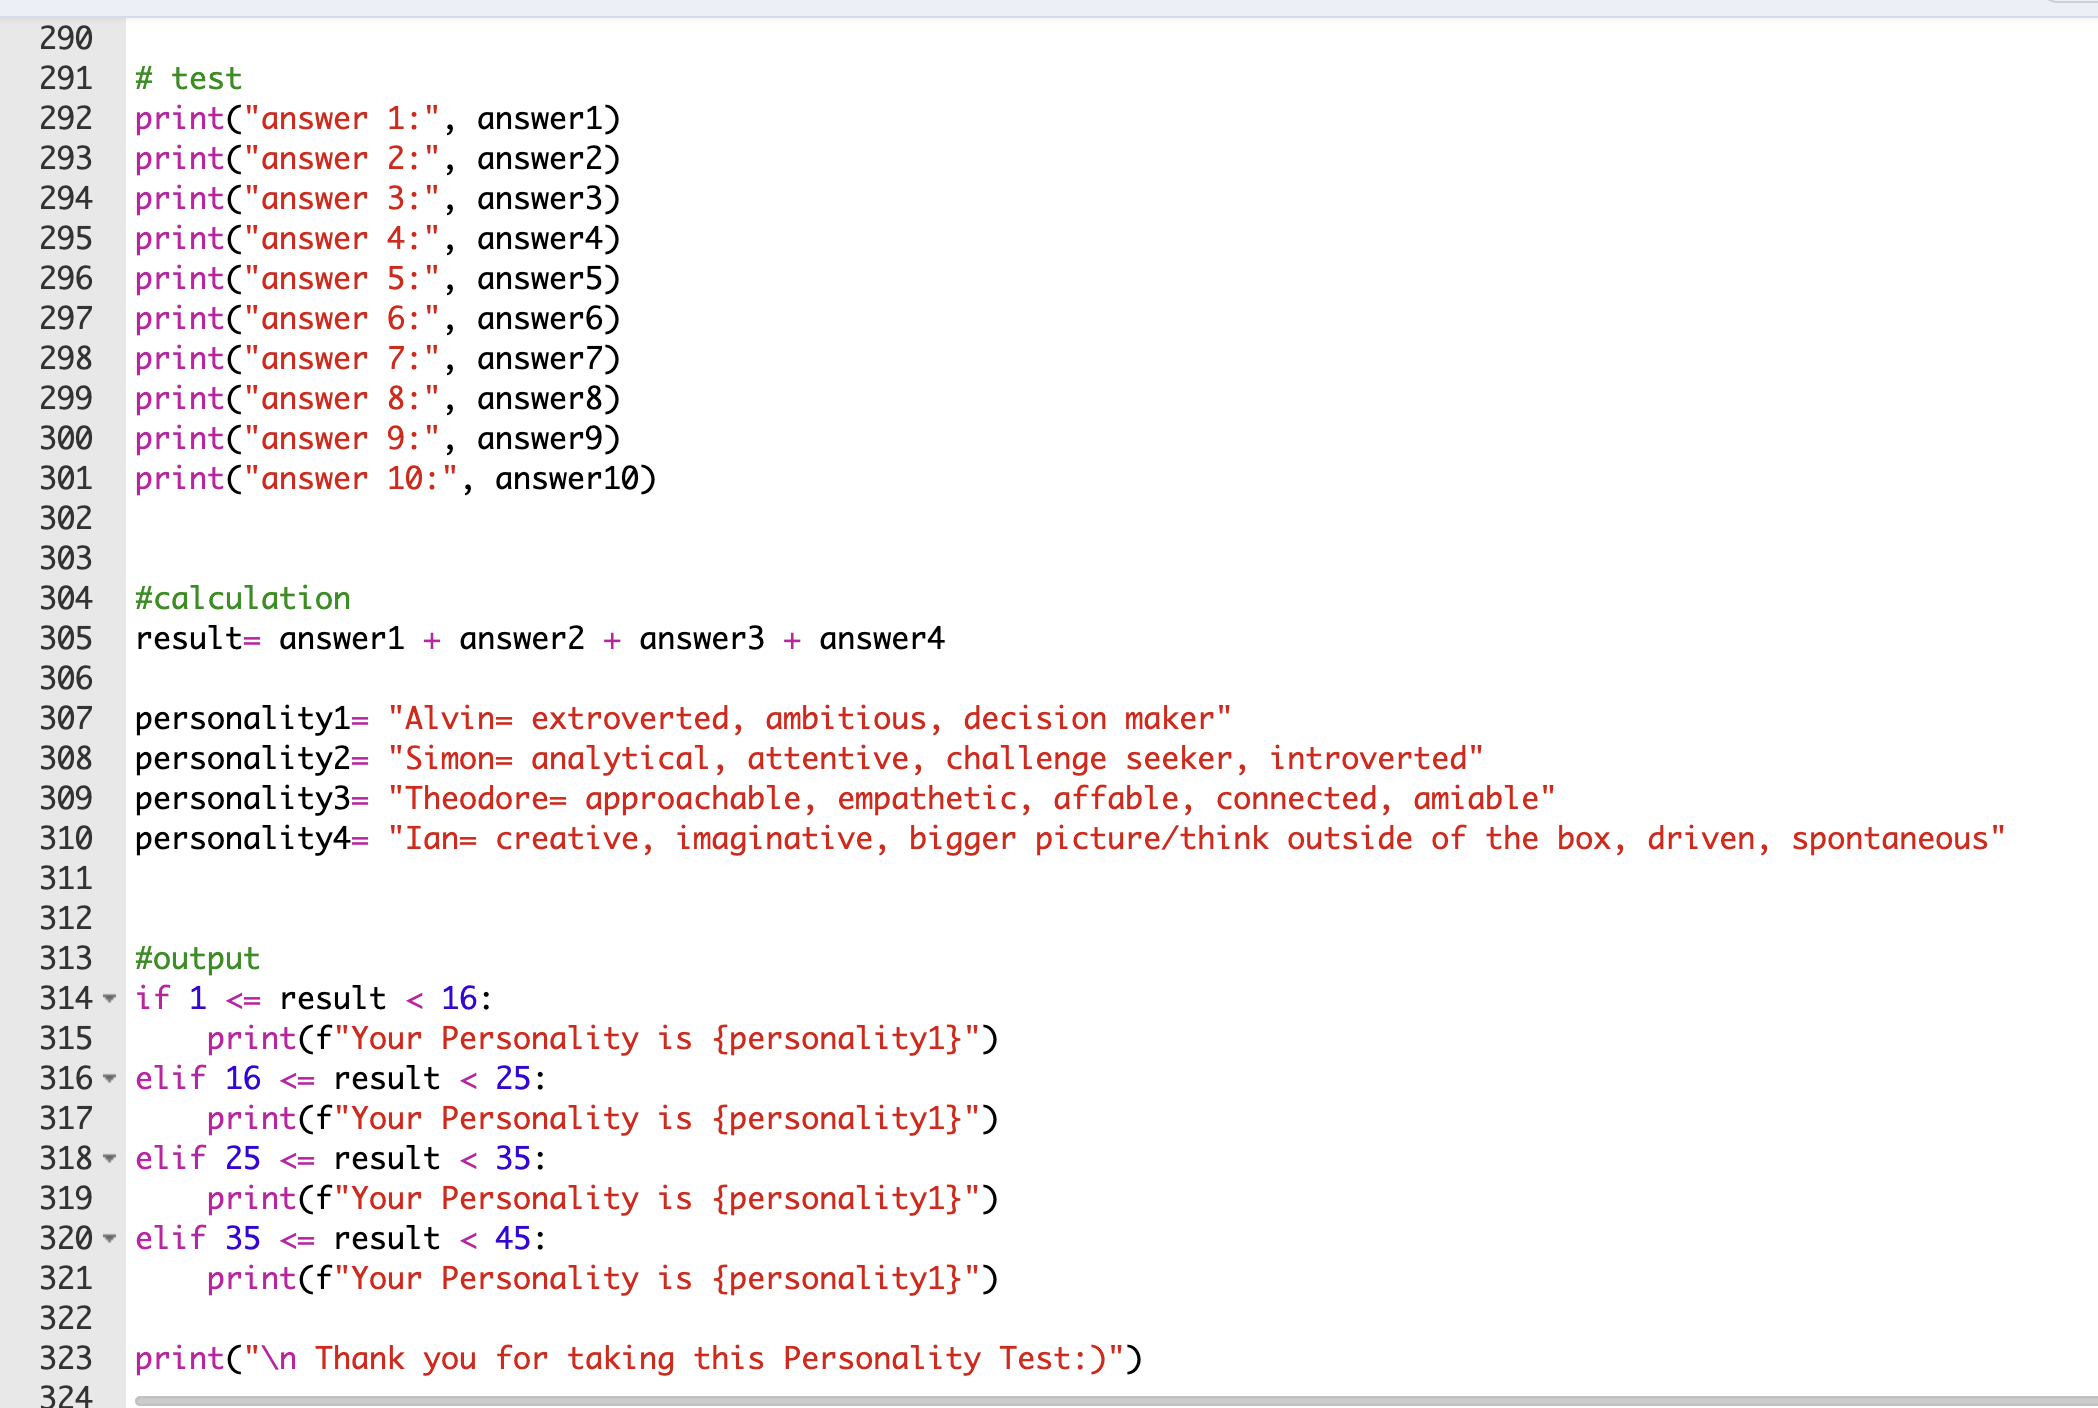 290
291 # test
292 print("answer 1:", answer1)
293 print("answer 2:", answer2)
294 print("answer 3:", answer3)
295 print("answer 4:", answer4)
296 print("answer 5:", answer5)
297 print("answer 6:", answer6)
298 print("answer 7:", answer7)
299 print("answer 8:", answer8)
300 print("answer 9:", answer9)
301 print("answer 10:", answer10)
302
303
304 #calculation
305 result= answer1 + answer2 + answer3 + answer4
306
307 personality1= "Alvin= extroverted, ambitious, decision maker"
308 personality2= "Simon= analytical, attentive, challenge seeker, introverted"
309 personality3= "Theodore= approachable, empathetic, affable, connected, amiable"
310 personality4= "Ian= creative, imaginative, bigger picture/think outside of the box, driven, spontaneous"
311
312
313 #output
314 if 1 <= result < 16:
315     print(f"Your Personality is {personality1}")
316 elif 16 <= result < 25:
317     print(f"Your Personality is {personality1}")
318 elif 25 <= result < 35:
319     print(f"Your Personality is {personality1}")
320 elif 35 <= result < 45:
321     print(f"Your Personality is {personality1}")
322
323 print("\n Thank you for taking this Personality Test:)")
324